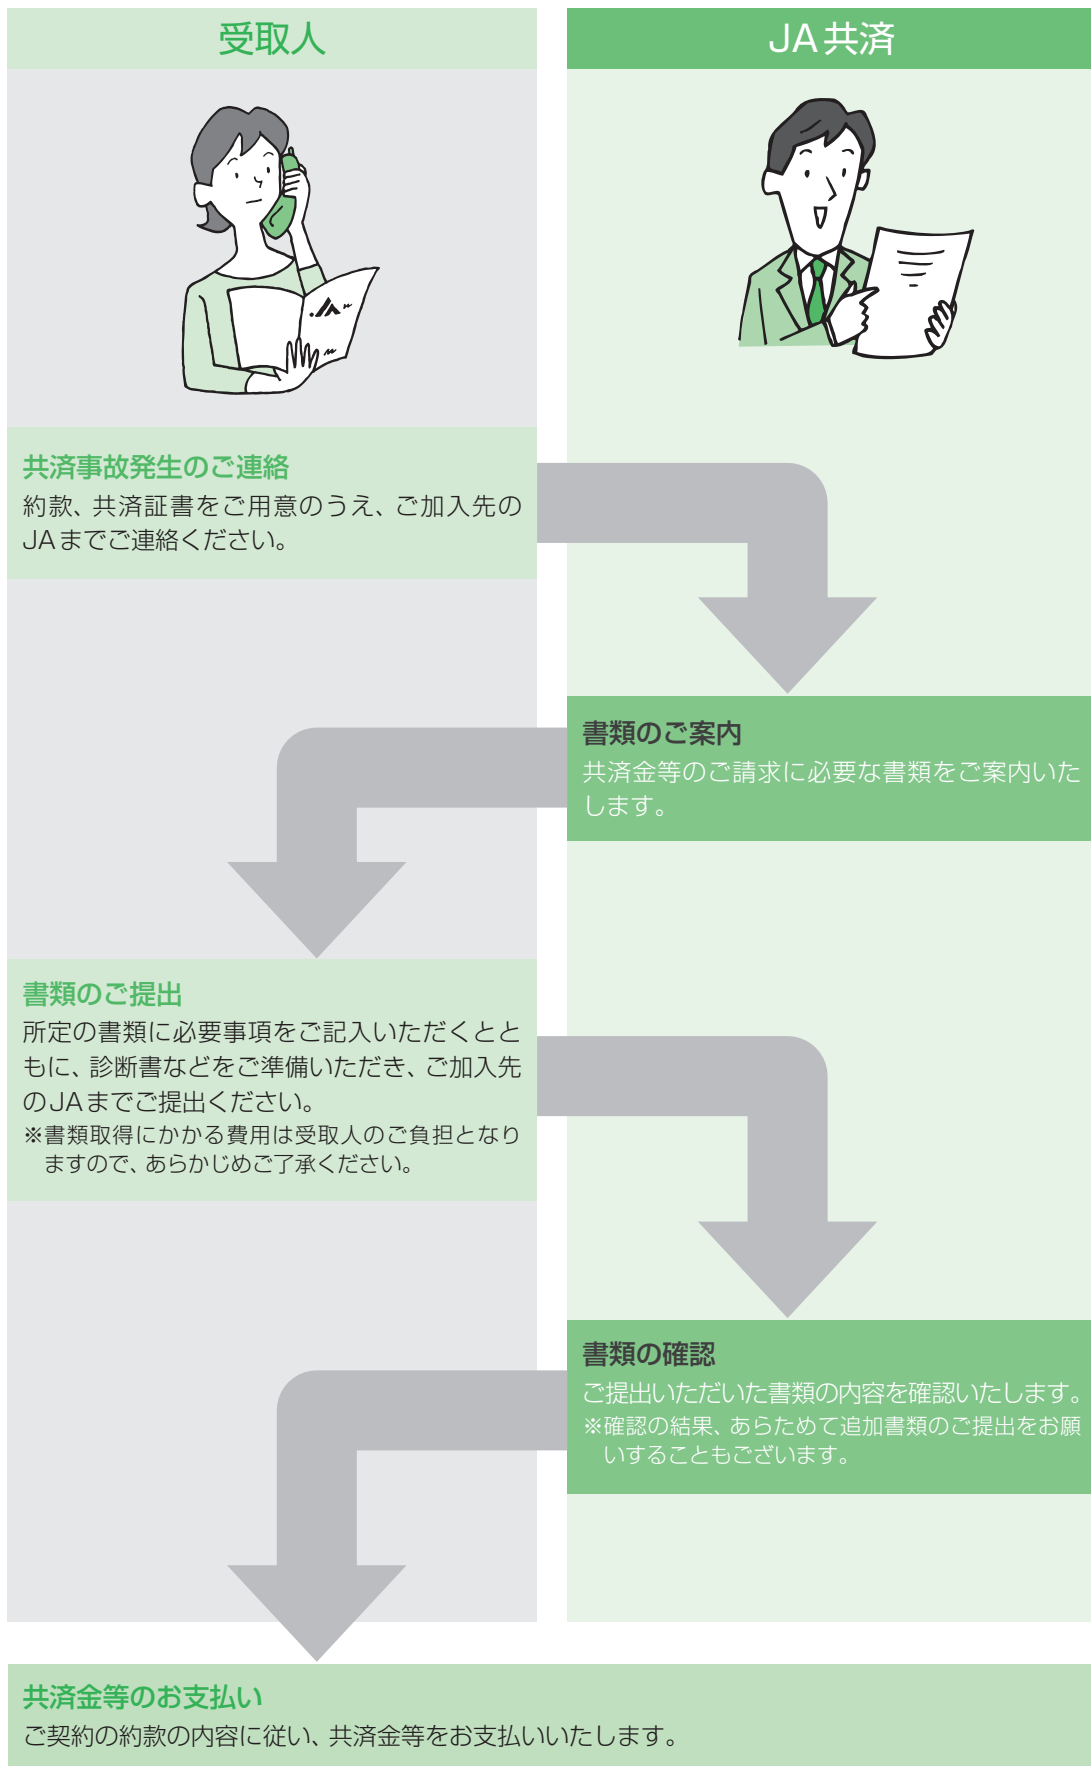 受取人
JA共済
共済事故発生のご連絡
約款、共済証書をご用意のうえ、ご加入先の
JAまでご連絡ください。
書類のご案内
共済金等のご請求に必要な書類をご案内いた
します。
書類のご提出
所定の書類に必要事項をご記入いただくとと
もに、診断書などをご準備いただき、ご加入先
のJAまでご提出ください。
※書類取得にかかる費用は受取人のご負担となり
ますので、あらかじめご了承ください。
書類の確認
ご提出いただいた書類の内容を確認いたします。
※確認の結果、あらためて追加書類のご提出をお願
いすることもございます。
共済金等のお支払い
ご契約の約款の内容に従い、共済金等をお支払いいたします。